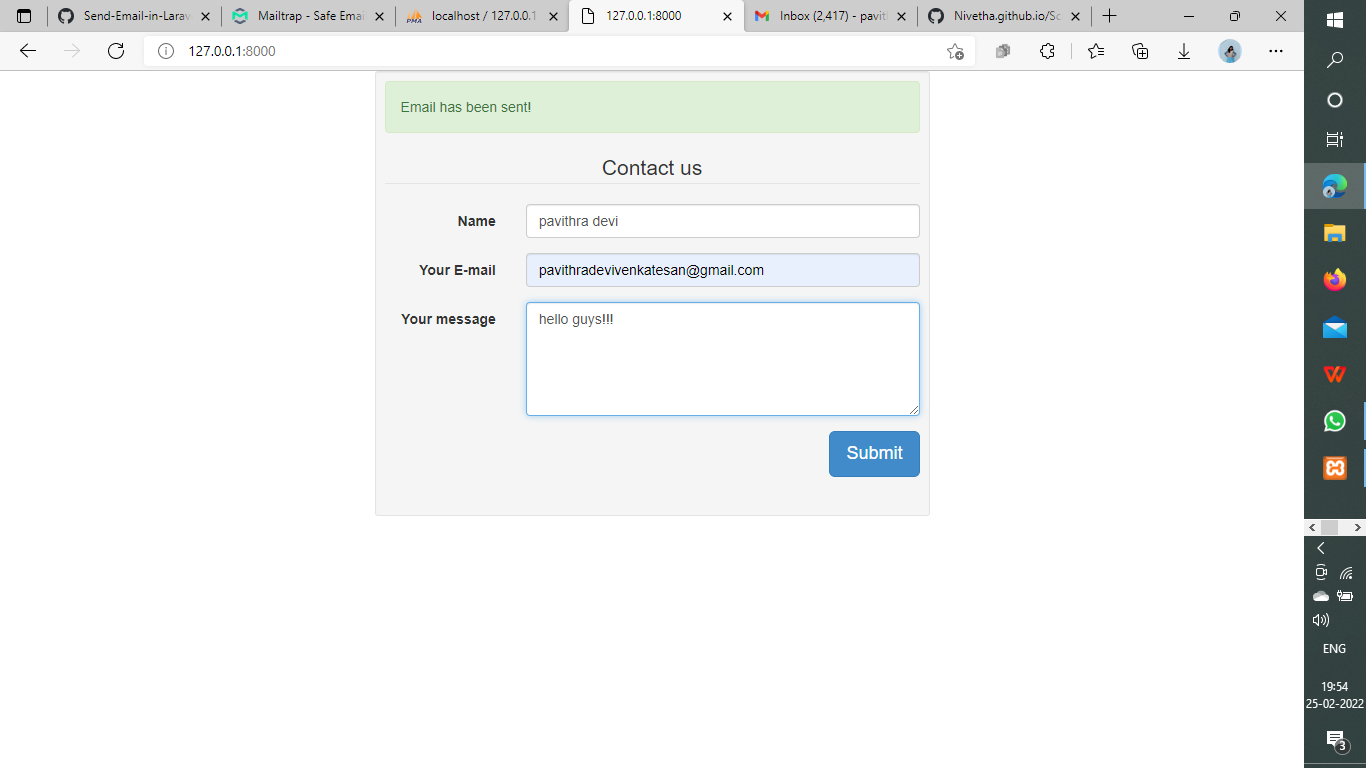 Send-Email-in-Larav
Mailtrap - Safe Emai
localhost / 127.0.0.1
127.0.0.1:8000
Inbox (2,417) - pavit
Nivetha.github.io/Sc
127.0.0.1:8000
Email has been sent!
Contact us
Name
pavithra devi
Your E-mail
pavithradevivenkatesan@gmail.com
Your message
hello guys!!!
Submit
ENG
19:54
25-02-2022
3